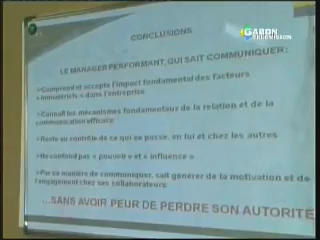 GABON
TELEVISION
CONCLUSIONS
LE MANAGER PERFORMANT, QUI SAIT COMMUNIQUER :
Comprend et accepte l'impact fondamental des facteurs
« immatériels » dans l'entreprise
Connaît les mécanismes fondamentaux de la relation et de la
communication efficace
Reste au contrôle de ce qui se passe, en lui et chez les autres
Ne confond pas « pouvoir » et « influence »
Par sa manière de communiquer, sait générer de la motivation et de
l'engagement chez ses collaborateurs
...SANS AVOIR PEUR DE PERDRE SON AUTORITE